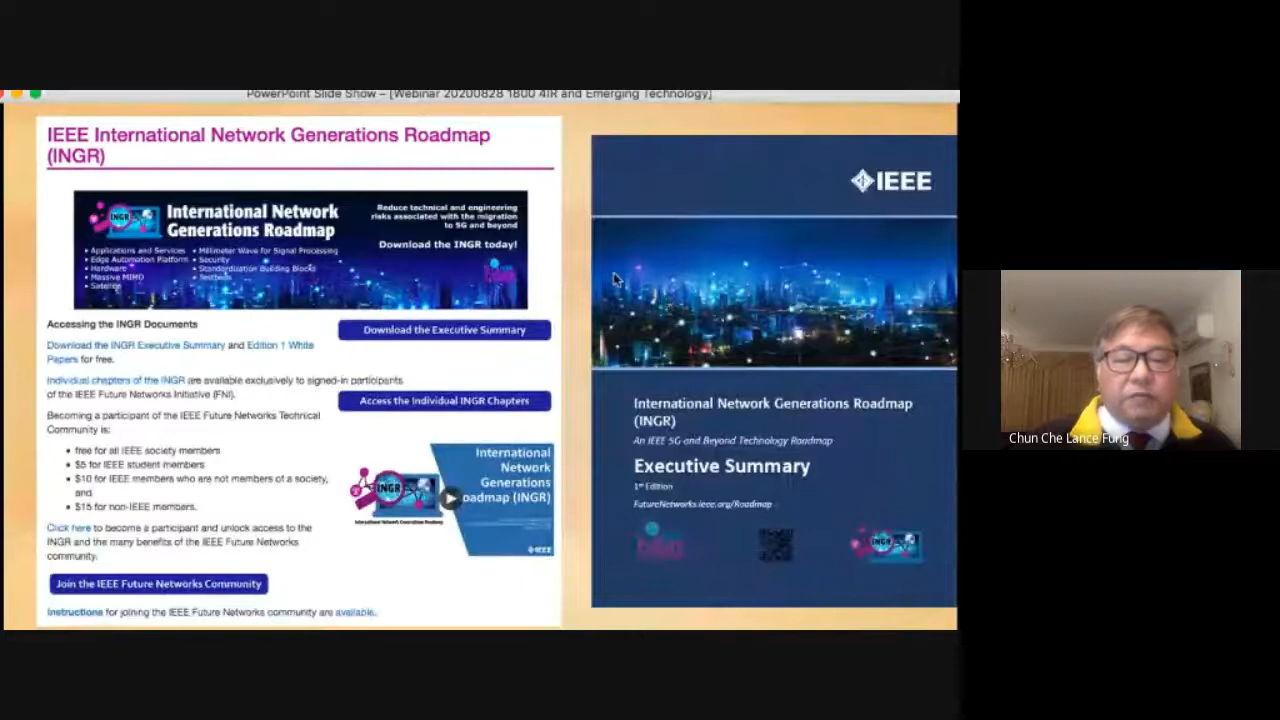 PowerPoint Slide Show – [Webinar 20200828 1800 4IR and Emerging Technology]
IEEE International Network Generations Roadmap
(INGR)
INGR
International Network
Generations Roadmap
Reduce technical and engineering
risks associated with the migration
to 5G and beyond
Download the INGR today!
• Applications and Services
• Edge Automation Platform
• Hardware
• Massive MIMO
• Satellite
• Millimeter Wave for Signal Processing
• Security
• Standardization Building Blocks
• Testbeds
Accessing the INGR Documents
Download the Executive Summary
Download the INGR Executive Summary and Edition 1 White
Papers for free.
Individual chapters of the INGR are available exclusively to signed-in participants
of the IEEE Future Networks Initiative (FNI).
Access the Individual INGR Chapters
Becoming a participant of the IEEE Future Networks Technical
Community is:
• free for all IEEE society members
• $5 for IEEE student members
• $10 for IEEE members who are not members of a society,
and
• $15 for non-IEEE members.
Click here to become a participant and unlock access to the
INGR and the many benefits of the IEEE Future Networks
community.
Join the IEEE Future Networks Community
Instructions for joining the IEEE Future Networks community are available.
INGR
International Network Generations Roadmap
International
Network
Generations
oadmap (INGR)
IEEE
IEEE
International Network Generations Roadmap
(INGR)
An IEEE 5G and Beyond Technology Roadmap
Executive Summary
1st Edition
FutureNetworks.ieee.org/Roadmap
INGR
Chun Che Lance Fung